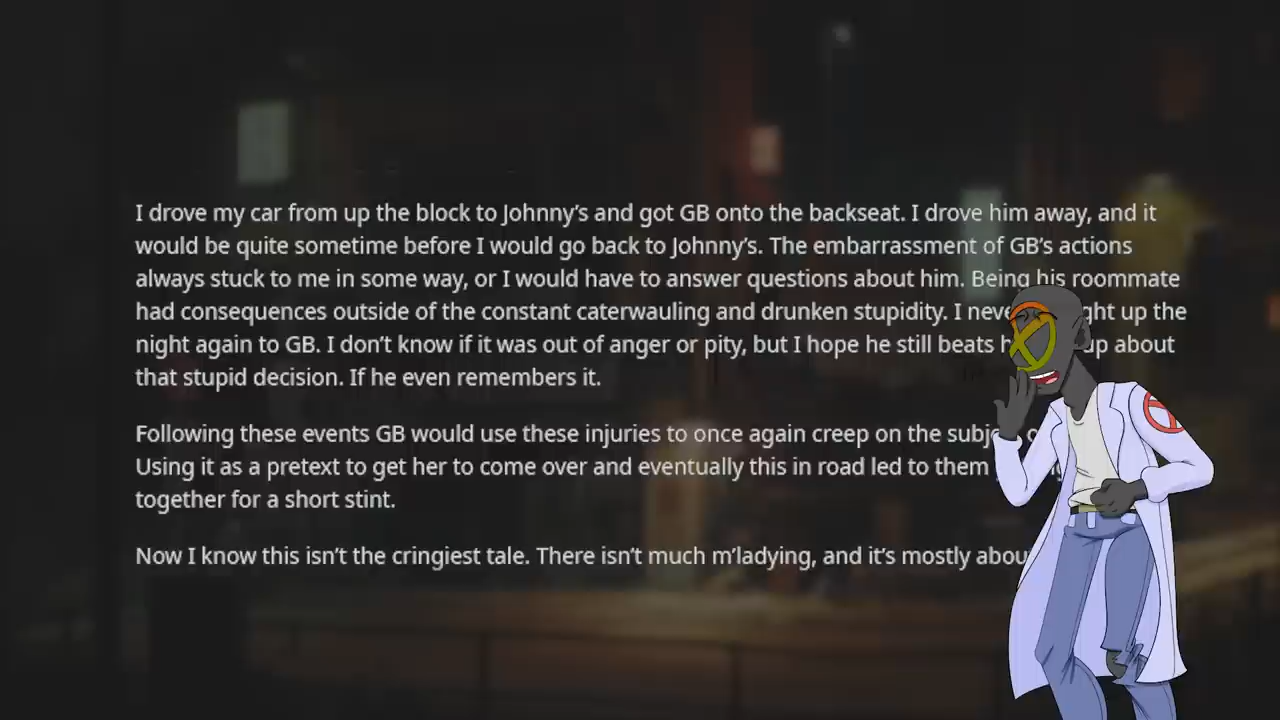 I drove my car from up the block to Johnny’s and got GB onto the backseat. I drove him away, and it
would be quite sometime before I would go back to Johnny’s. The embarrassment of GB’s actions
always stuck to me in some way, or I would have to answer questions about him. Being his roommate
had consequences outside of the constant caterwauling and drunken stupidity. I up the
night again to GB. I don’t know if it was out of anger or pity, but I hope he still beats up about
that stupid decision. If he even remembers it.
Following these events GB would use these injuries to once again creep on the
Using it as a pretext to get her to come over and eventually this in road led to them
together for a short stint.
Now I know this isn’t the cringiest tale. There isn’t much m’ladying, and it’s mostly